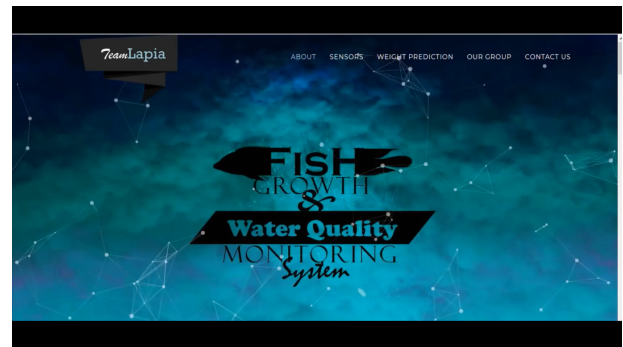 TeamLapia
ABOUT SENSORS WEIGHT PREDICTION OUR GROUP CONTACT US
FISH
GROWTH
&
Water Quality
MONITORING
System